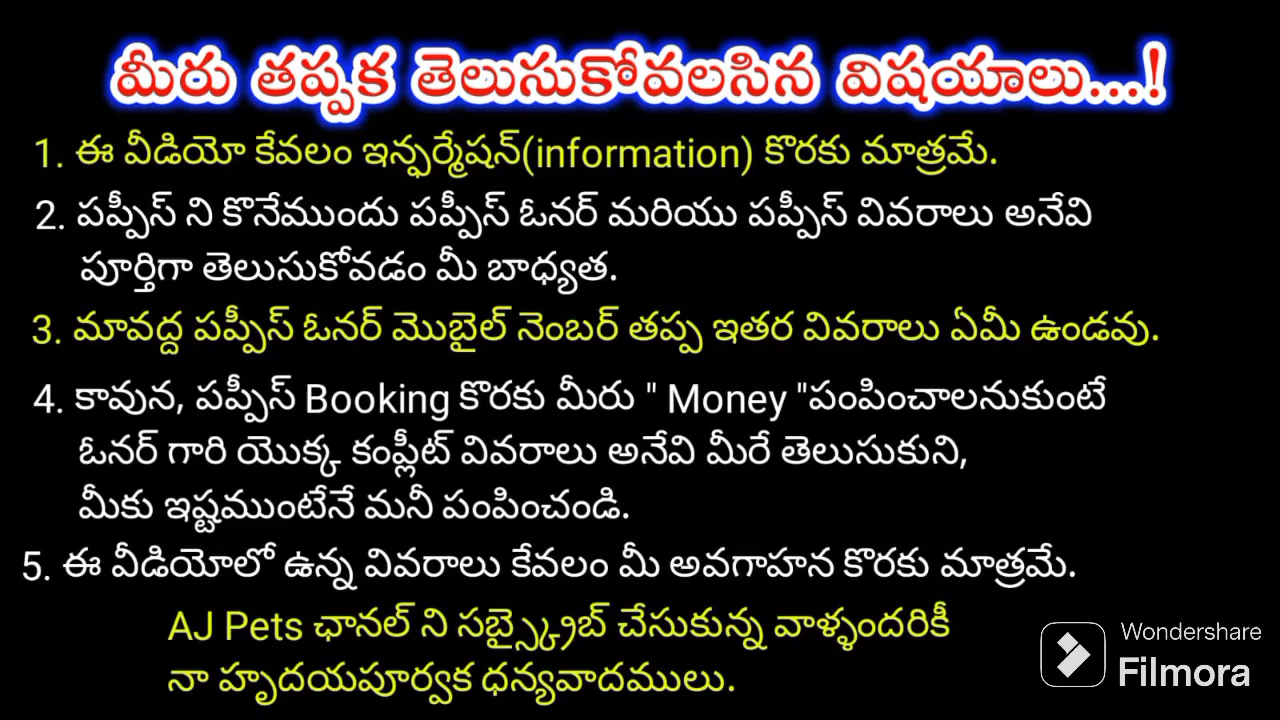 మీరు తప్పక తెలుసుకోవలసిన విషయాలు...!
1. ఈ వీడియో కేవలం ఇన్ఫర్మేషన్(information) కొరకు మాత్రమే.
2. పప్పీస్ ని కొనేముందు పప్పీస్ ఓనర్ మరియు పప్పీస్ వివరాలు అనేవి
పూర్తిగా తెలుసుకోవడం మీ బాధ్యత.
3. మావద్ద పప్పీస్ ఓనర్ మొబైల్ నెంబర్ తప్ప ఇతర వివరాలు ఏమీ ఉండవు.
4. కావున, పప్పీస్ Booking కొరకు మీరు " Money "పంపించాలనుకుంటే
ఓనర్ గారి యొక్క కంప్లీట్ వివరాలు అనేవి మీరే తెలుసుకుని,
మీకు ఇష్టముంటేనే మనీ పంపించండి.
5. ఈ వీడియోలో ఉన్న వివరాలు కేవలం మీ అవగాహన కొరకు మాత్రమే.
AJ Pets ఛానల్ ని సబ్స్క్రైబ్ చేసుకున్న వాళ్ళందరికీ
నా హృదయపూర్వక ధన్యవాదములు.
Wondershare
Filmora